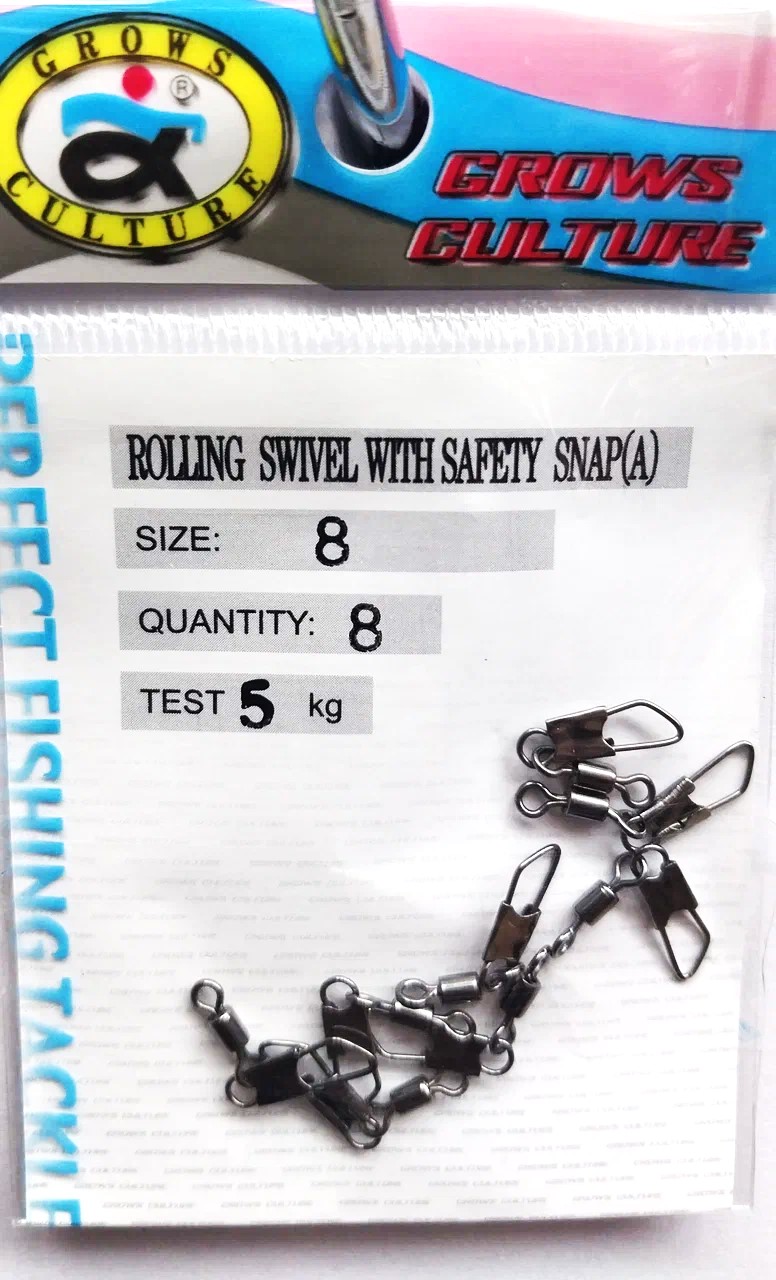 GROWS
CULTURE
®
GROWS
CULTURE
PERFECT FISHING TACKLE
ROLLING SWIVEL WITH SAFETY SNAP(A)
SIZE: 8
QUANTITY: 8
TEST 5 kg